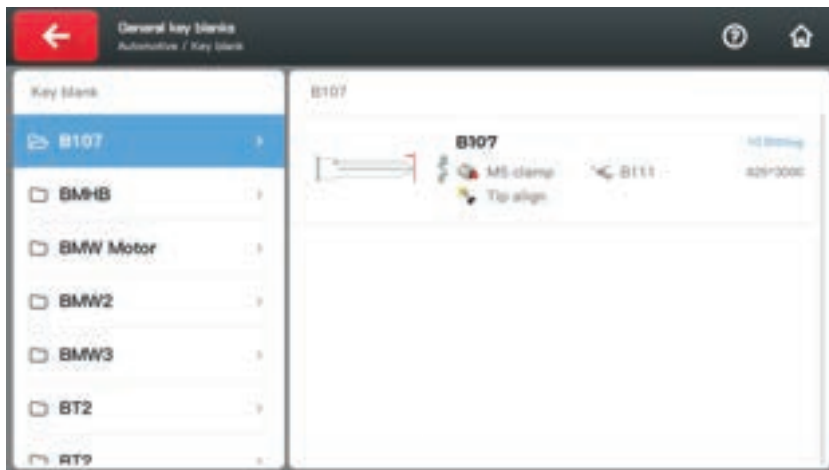 General key blanks
Automotive / Key blank
Key blank
B107
BMHB
BMW Motor
BMW2
BMW3
BT2
B107
B107
M5 clamp
B111
Tip align